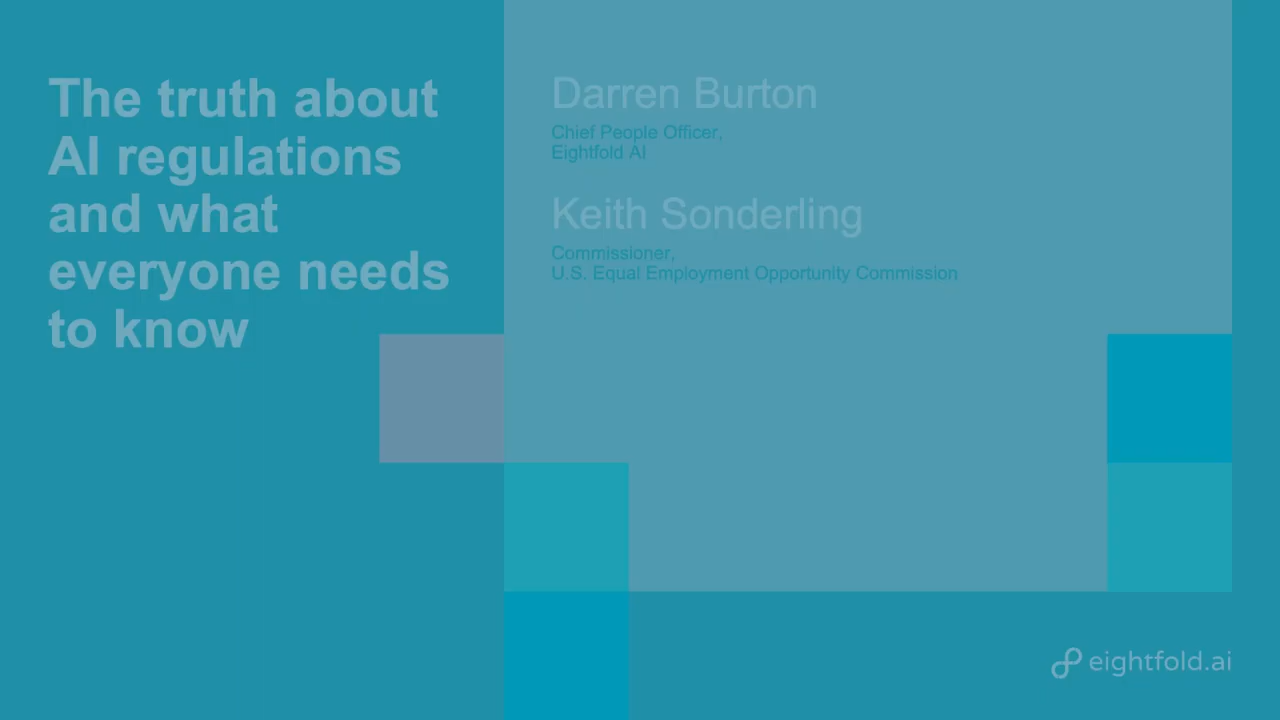 The truth about
AI regulations
and what
everyone needs
to know
Darren Burton
Chief People Officer,
Eightfold AI
Keith Sonderling
Commissioner,
U.S. Equal Employment Opportunity Commission
eightfold.ai